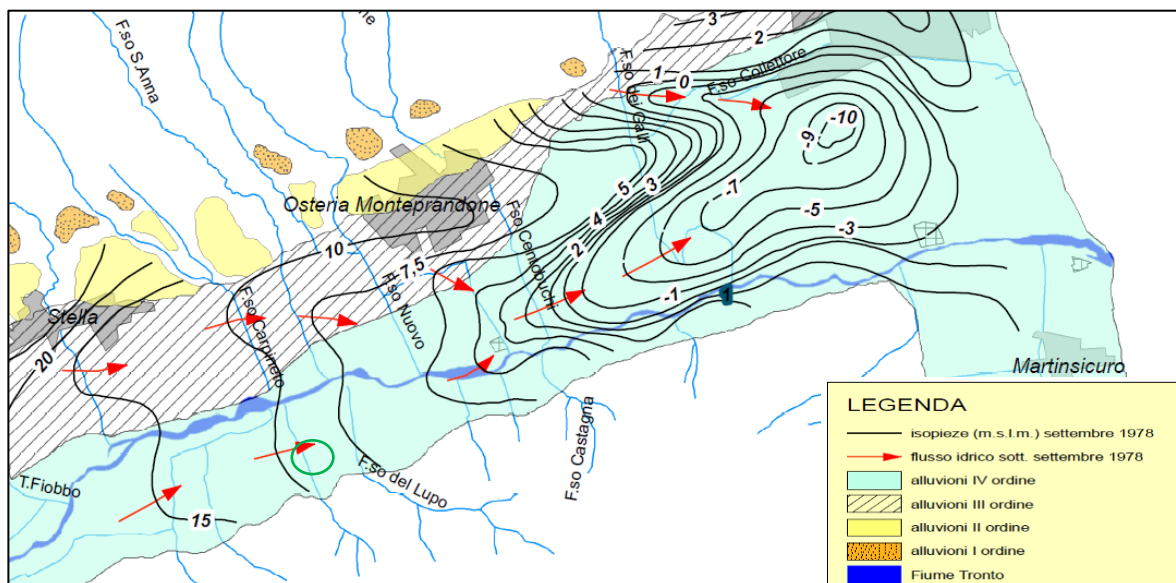 F.so S.Anna
3
2
F.so dei Galli
1
0
F.so Collettore
-10
-9
-7
5
3
4
-5
Osteria Monteprandone
F.so Centobuchi
-3
10
2
7,5
F.so Nuovo
-1
1
Stella
F.so Carpineto
20
Martinsicuro
F.so Castagna
F.so del Lupo
T.Fiobbo
15
LEGENDA
isopieze (m.s.l.m.) settembre 1978
flusso idrico sott. settembre 1978
alluvioni IV ordine
alluvioni III ordine
alluvioni II ordine
alluvioni I ordine
Fiume Tronto